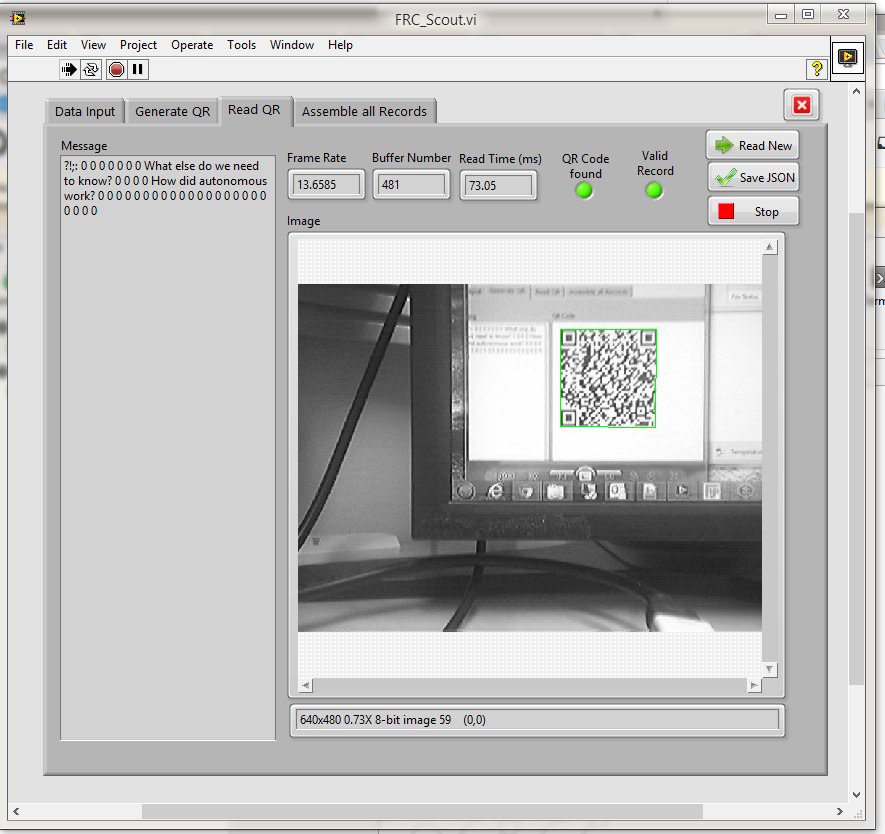 FRC_Scout.vi
File Edit View Project Operate Tools Window Help
Data Input Generate QR Read QR Assemble all Records
Message
?!;: 0 0 0 0 0 0 0 What else do we need
to know? 0 0 0 0 How did autonomous
work? 0 0 0 0 0 0 0 0 0 0 0 0 0 0 0 0 0 0 0
0 0 0 0
Frame Rate
13.6585
Buffer Number
481
Read Time (ms)
73.05
QR Code
found
Valid
Record
Read New
Save JSON
Stop
Image
QR Code
640x480 0.73X 8-bit image 59 (0,0)